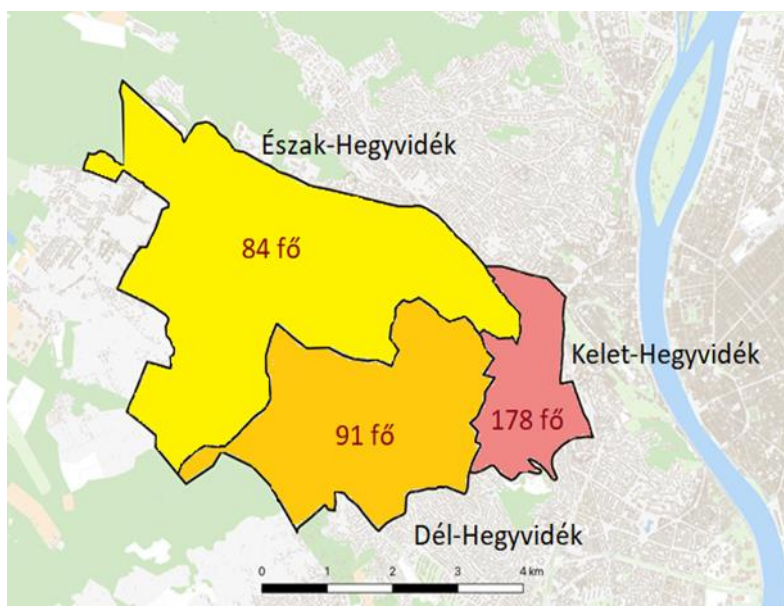 Észak-Hegyvidék
84 fő
Kelet-Hegyvidék
178 fő
91 fő
Dél-Hegyvidék
0 1 2 3 4 km